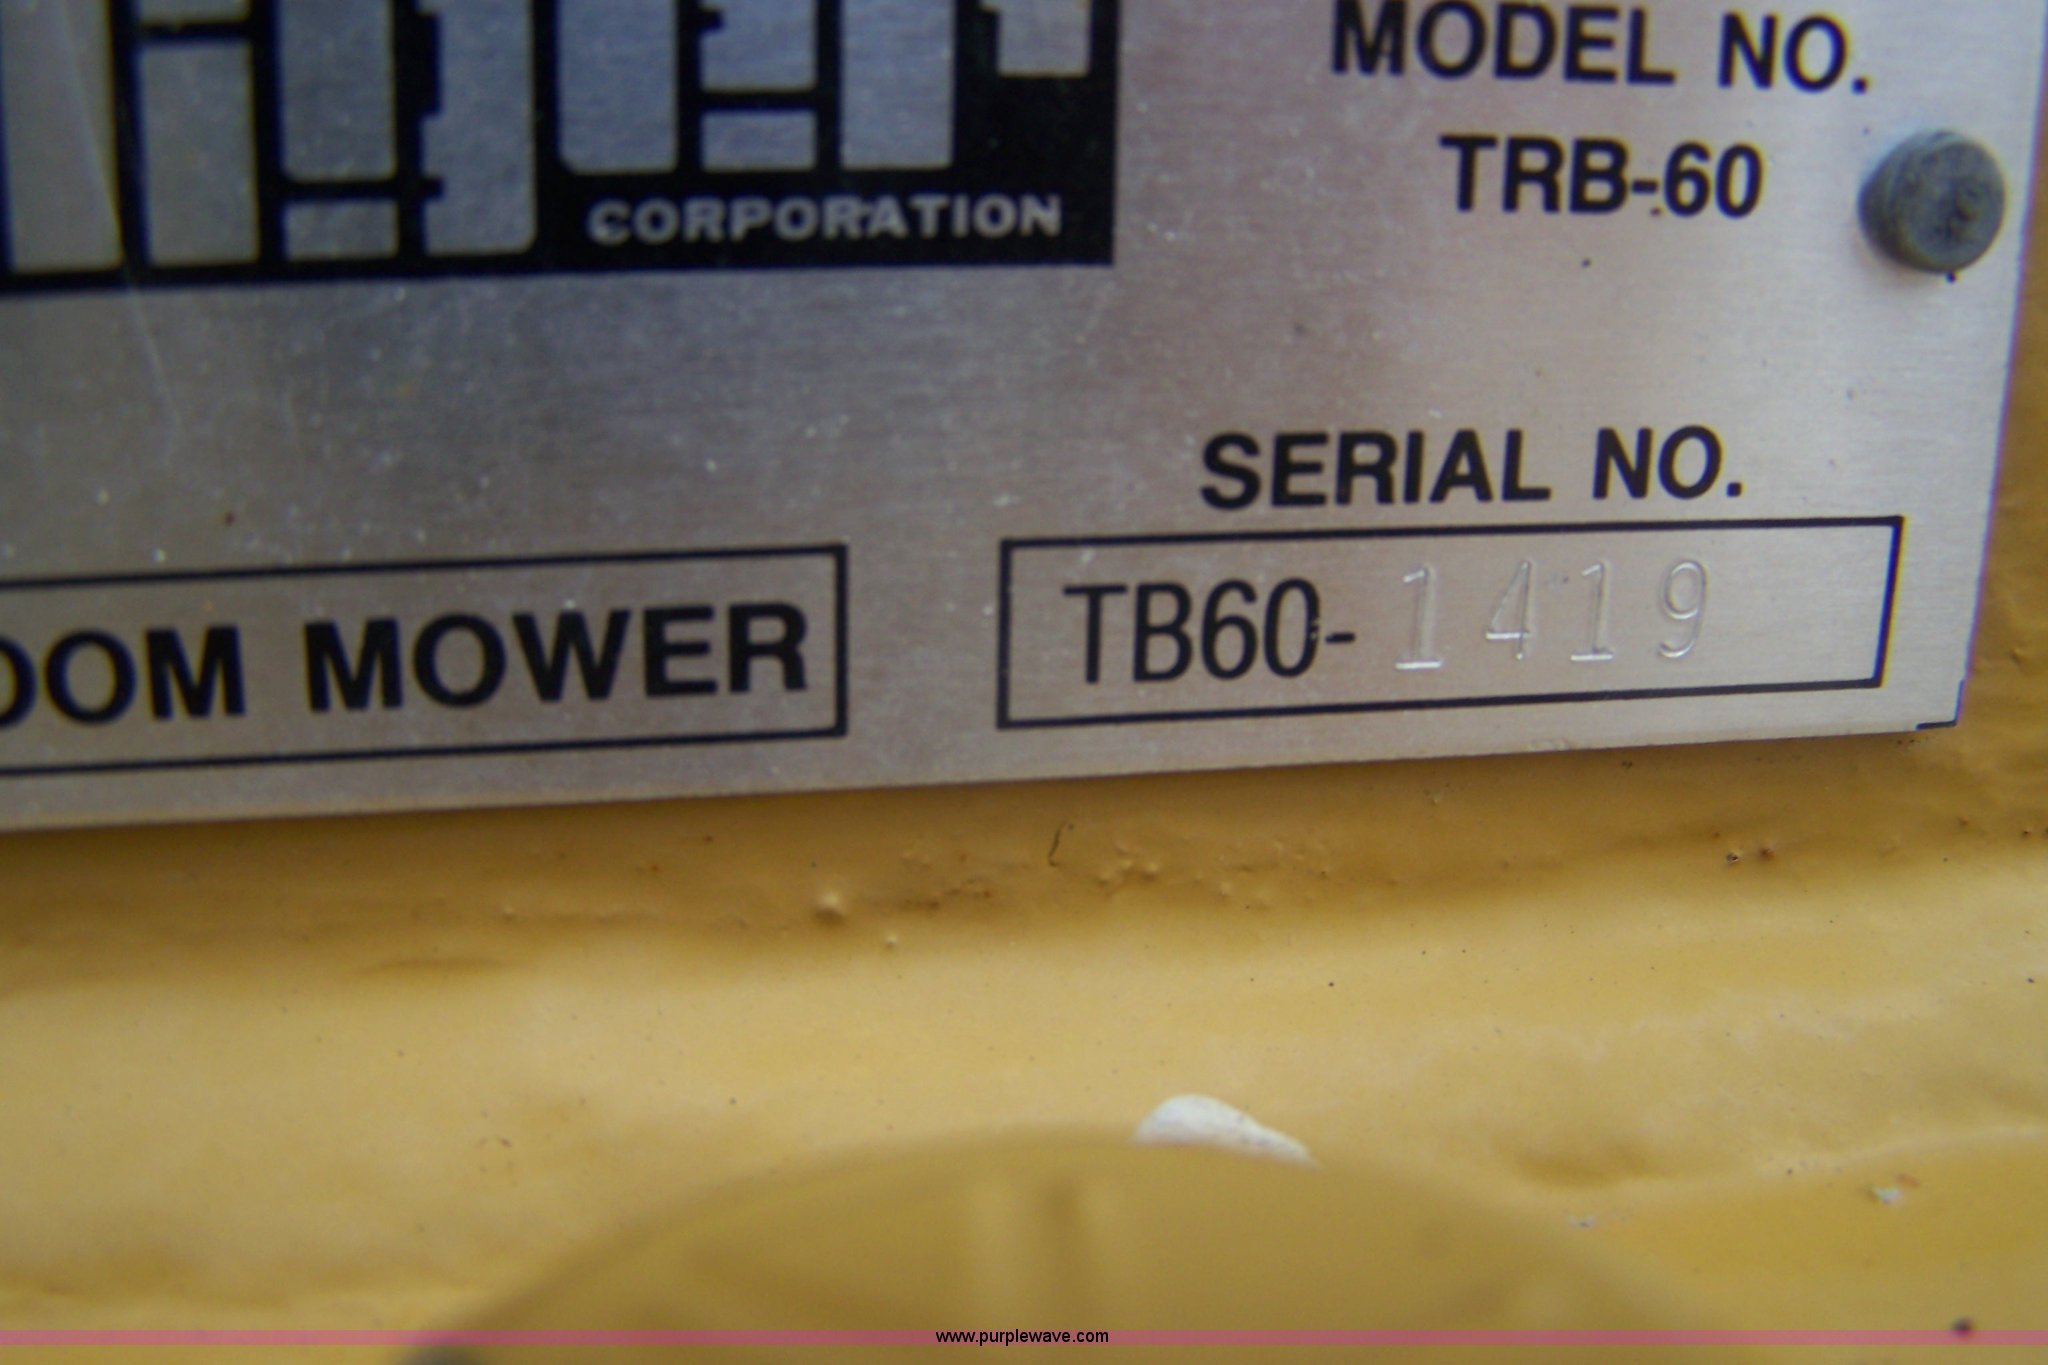 CORPORATION
MODEL NO.
TRB-60
SERIAL NO.
TB60-1419
OOM MOWER
www.purplewave.com